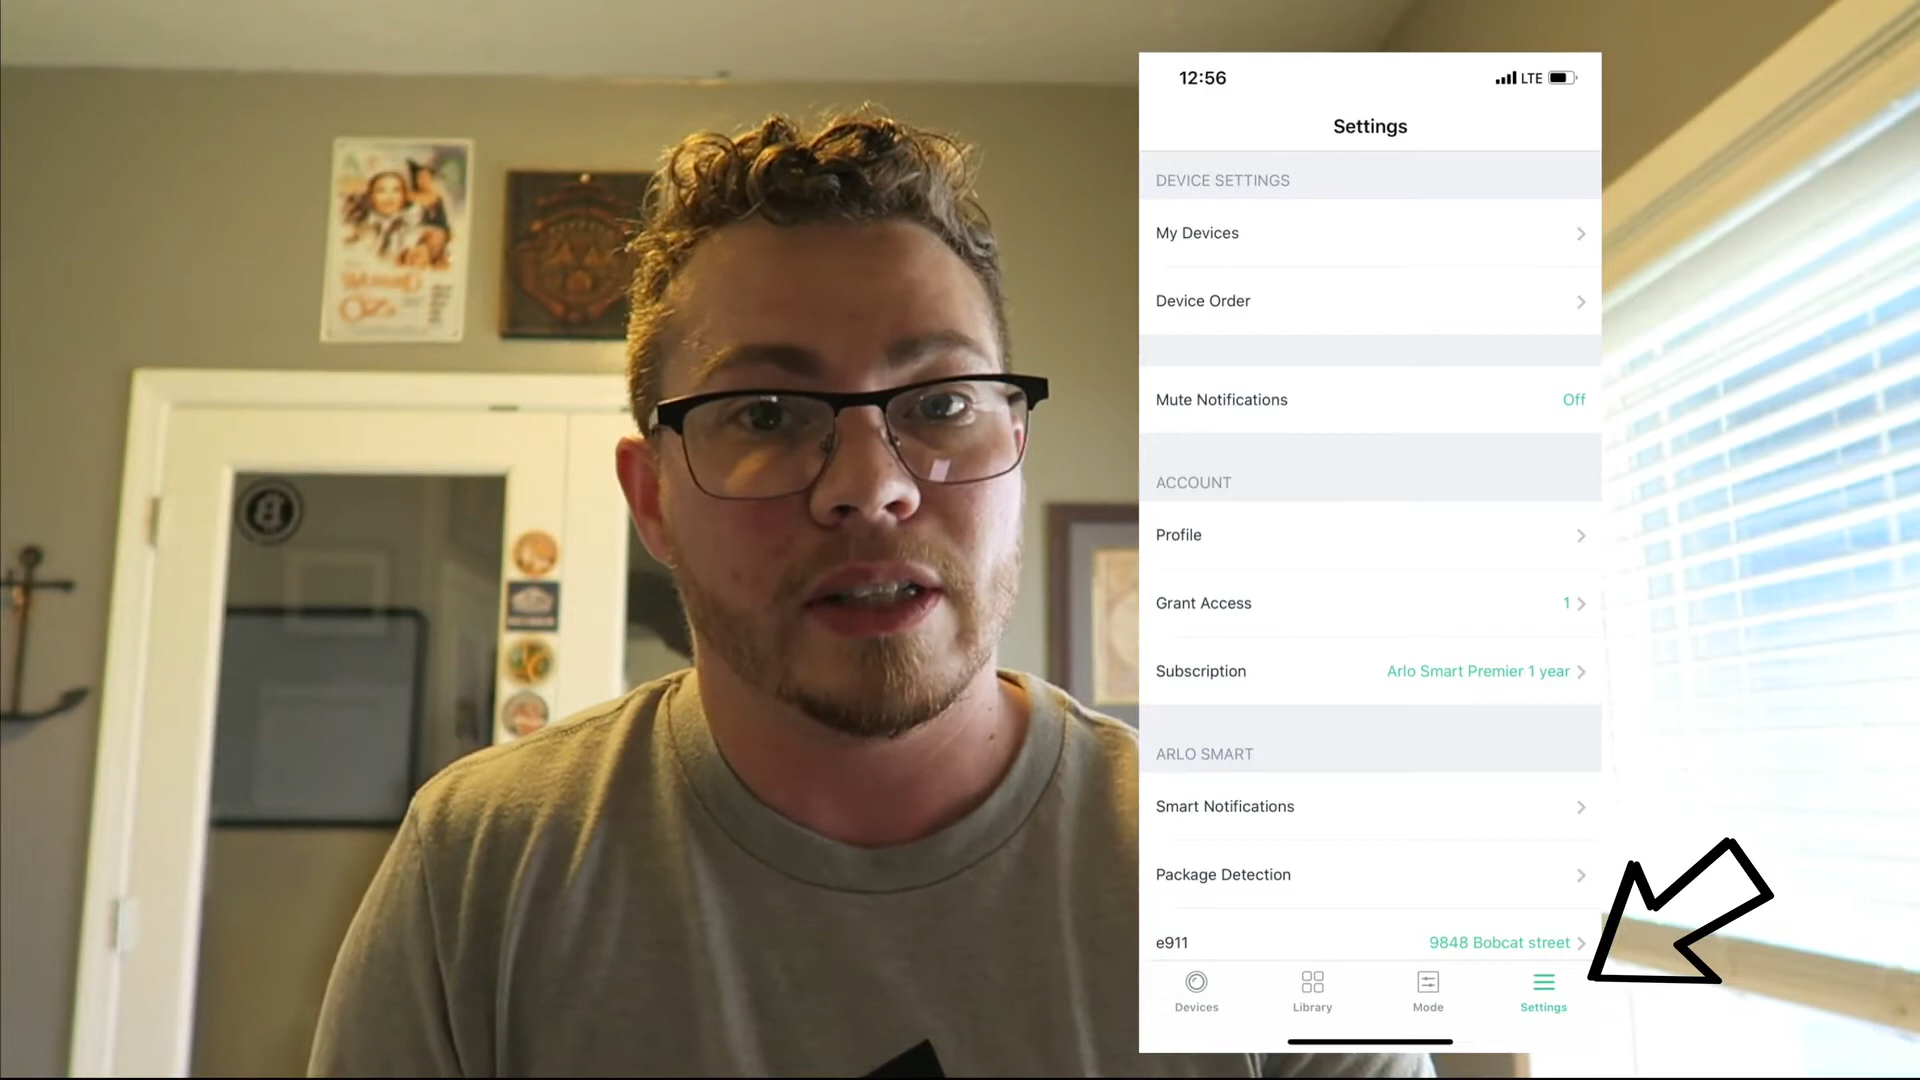 OZ
12:56
LTE
Settings
DEVICE SETTINGS
My Devices
Device Order
Mute Notifications Off
ACCOUNT
Profile
Grant Access 1
Subscription Arlo Smart Premier 1 year
ARLO SMART
Smart Notifications
Package Detection
e911 9848 Bobcat street
Devices Library Mode Settings